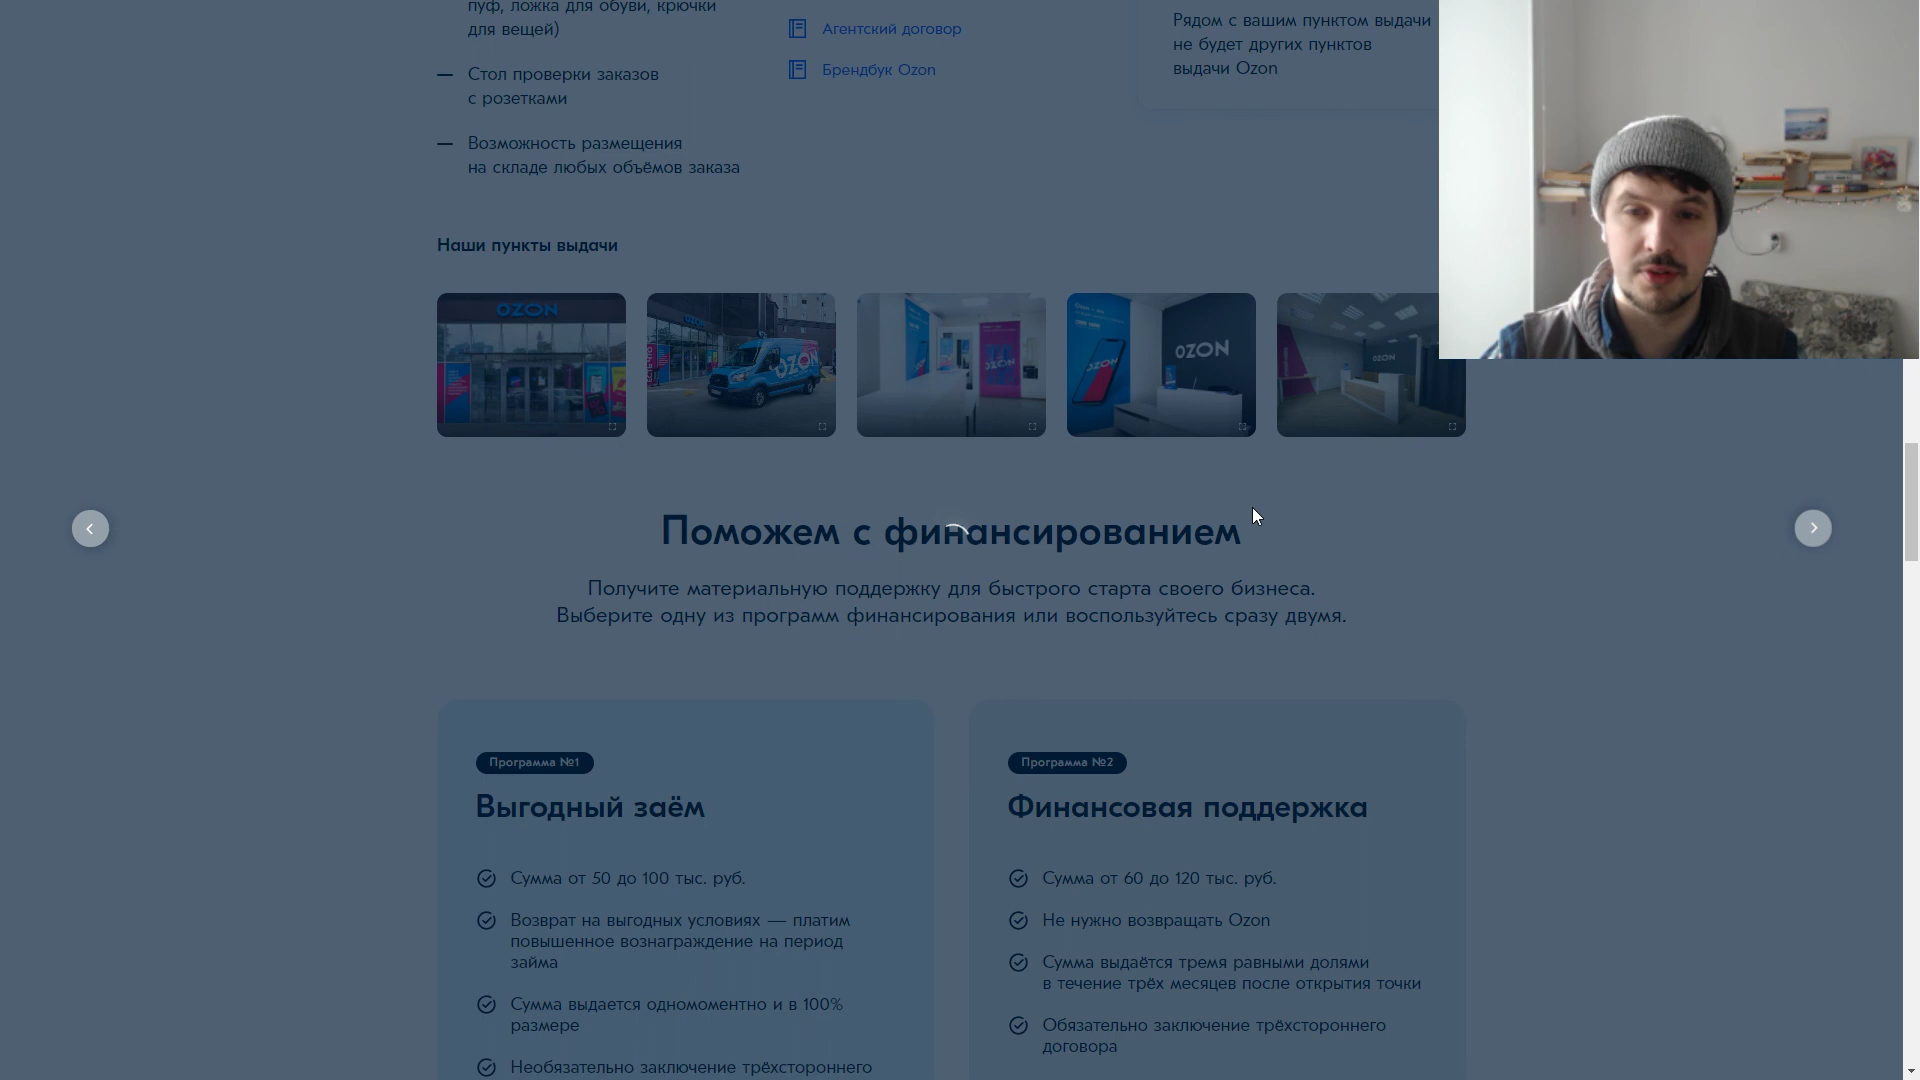 пуф, ложка для обуви, крючки
для вещей)
— Стол проверки заказов
с розетками
— Возможность размещения
на складе любых объёмов заказа
Агентский договор
Брендбук Ozon
Рядом с вашим пунктом выдачи
не будет других пунктов
выдачи Ozon
Наши пункты выдачи
OZON
OZON
OZON
OZON
OZON
Поможем с финансированием
Получите материальную поддержку для быстрого старта своего бизнеса.
Выберите одну из программ финансирования или воспользуйтесь сразу двумя.
Программа №1
Выгодный заём
Сумма от 50 до 100 тыс. руб.
Возврат на выгодных условиях — платим
повышенное вознаграждение на период
займа
Сумма выдается одномоментно и в 100%
размере
Необязательно заключение трёхстороннего
Программа №2
Финансовая поддержка
Сумма от 60 до 120 тыс. руб.
Не нужно возвращать Ozon
Сумма выдаётся тремя равными долями
в течение трёх месяцев после открытия точки
Обязательно заключение трёхстороннего
договора